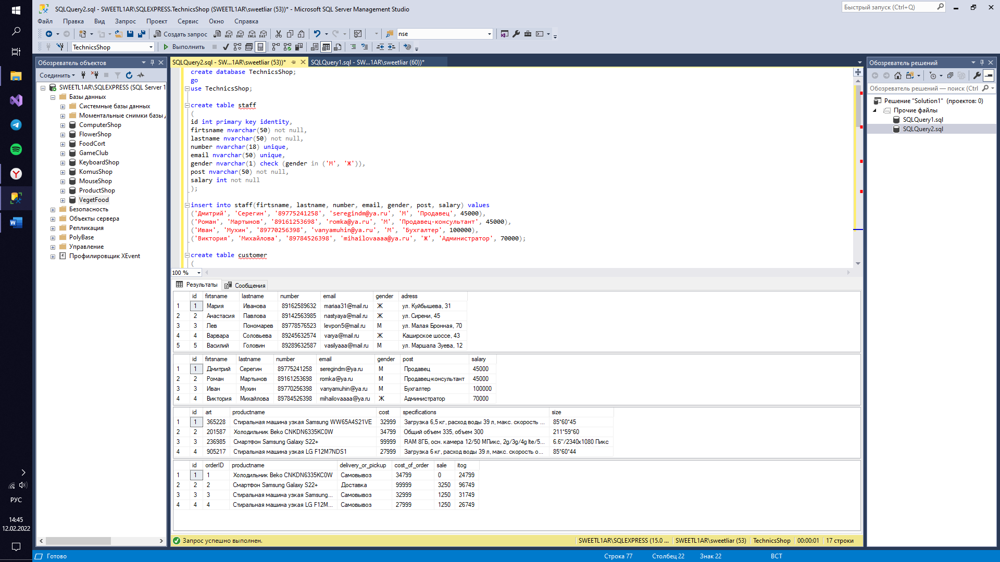 SQLQuery2.sql - SWEETL1AR\SQLEXPRESS.TechnicsShop (SWEETL1AR\sweetliar (53))* - Microsoft SQL Server Management Studio
Быстрый запуск (Ctrl+Q)
Файл Правка Вид Запрос Проект Сервис Окно Справка
Создать запрос MDX DMX XMLA DAX nse
TechnicsShop Выполнить
Обозреватель объектов
Соединить
SWEETL1AR\SQLEXPRESS (SQL Server 1
Базы данных
Системные базы данных
Моментальные снимки базы
ComputerShop
FlowerShop
FoodCort
GameClub
KeyboardShop
KomusShop
MouseShop
ProductShop
VegetFood
Безопасность
Объекты сервера
Репликация
PolyBase
Управление
Профилировщик XEvent
SQLQuery2.sql - SW...1AR\sweetliar (53))* SQLQuery1.sql - SW...1AR\sweetliar (60))*
create database TechnicsShop;
go
use TechnicsShop;
create table staff
(
id int primary key identity,
firtsname nvarchar(50) not null,
lastname nvarchar(50) not null,
number nvarchar(18) unique,
email nvarchar(50) unique,
gender nvarchar(1) check (gender in ('М', 'Ж')),
post nvarchar(50) not null,
salary int not null
);
insert into staff(firtsname, lastname, number, email, gender, post, salary) values
('Дмитрий', 'Серегин', '89775241258', 'seregindm@ya.ru', 'М', 'Продавец', 45000),
('Роман', 'Мартынов', '89161253698', 'romka@ya.ru', 'М', 'Продавец-консультант', 45000),
('Иван', 'Мухин', '89770256398', 'vanyamuhin@ya.ru', 'М', 'Бухгалтер', 100000),
('Виктория', 'Михайлова', '89784526398', 'mihailovaaaa@ya.ru', 'Ж', 'Администратор', 70000);
create table customer
(
100 %
Результаты Сообщения
id firtsname lastname number email gender adress
1 1 Мария Иванова 89162589632 mariaa31@mail.ru Ж ул. Куйбышева, 31
2 2 Анастасия Павлова 89142563985 nastyaya@mail.ru Ж ул. Сирени, 45
3 3 Лев Пономарев 89778576523 levpon5@mail.ru М ул. Малая Бронная, 70
4 4 Варвара Соловьева 89245632574 varya@mail.ru Ж Каширское шоссе, 43
5 5 Василий Головин 89289632587 vasilyaaa@mail.ru М ул. Маршала Зуева, 12
id firtsname lastname number email gender post salary
1 1 Дмитрий Серегин 89775241258 seregindm@ya.ru М Продавец 45000
2 2 Роман Мартынов 89161253698 romka@ya.ru М Продавец-консультант 45000
3 3 Иван Мухин 89770256398 vanyamuhin@ya.ru М Бухгалтер 100000
4 4 Виктория Михайлова 89784526398 mihailovaaaa@ya.ru Ж Администратор 70000
id art productname cost specifications size
1 1 365228 Стиральная машина узкая Samsung WW65A4S21VE 32999 Загрузка 6,5 кг, расход воды 39 л, макс. скорость ... 85*60*45
2 2 201587 Холодильник Beko CNKDN6335KC0W 34799 Общий объем 335, объем 300 211*59*60
3 3 236985 Смартфон Samsung Galaxy S22+ 99999 RAM 8ГБ, осн. камера 12/50 МПикс, 2g/3g/4g lte/5... 6.6"/2340x1080 Пикс
4 4 905217 Стиральная машина узкая LG F12M7NDS1 27999 Загрузка 6 кг, расход воды 39 л, макс. скорость о... 85*60*44
id orderID productname delivery_or_pickup cost_of_order sale itog
1 1 1 Холодильник Beko CNKDN6335KC0W Самовывоз 34799 0 24799
2 2 2 Смартфон Samsung Galaxy S22+ Доставка 99999 3250 96749
3 3 3 Стиральная машина узкая Samsung... Самовывоз 32999 1250 31749
4 4 4 Стиральная машина узкая LG F12M... Самовывоз 27999 1250 26749
Запрос успешно выполнен. SWEETL1AR\SQLEXPRESS (15.0 ... SWEETL1AR\sweetliar (53) TechnicsShop 00:00:01 17 строки
Обозреватель решений
Обозреватель решений — поиск (Ctrl
Решение "Solution1" (проектов: 0)
Прочие файлы
SQLQuery1.sql
SQLQuery2.sql
РУС
14:45
12.02.2022
Готово Строка 77 Столбец 22 Знак 22 ВСТ